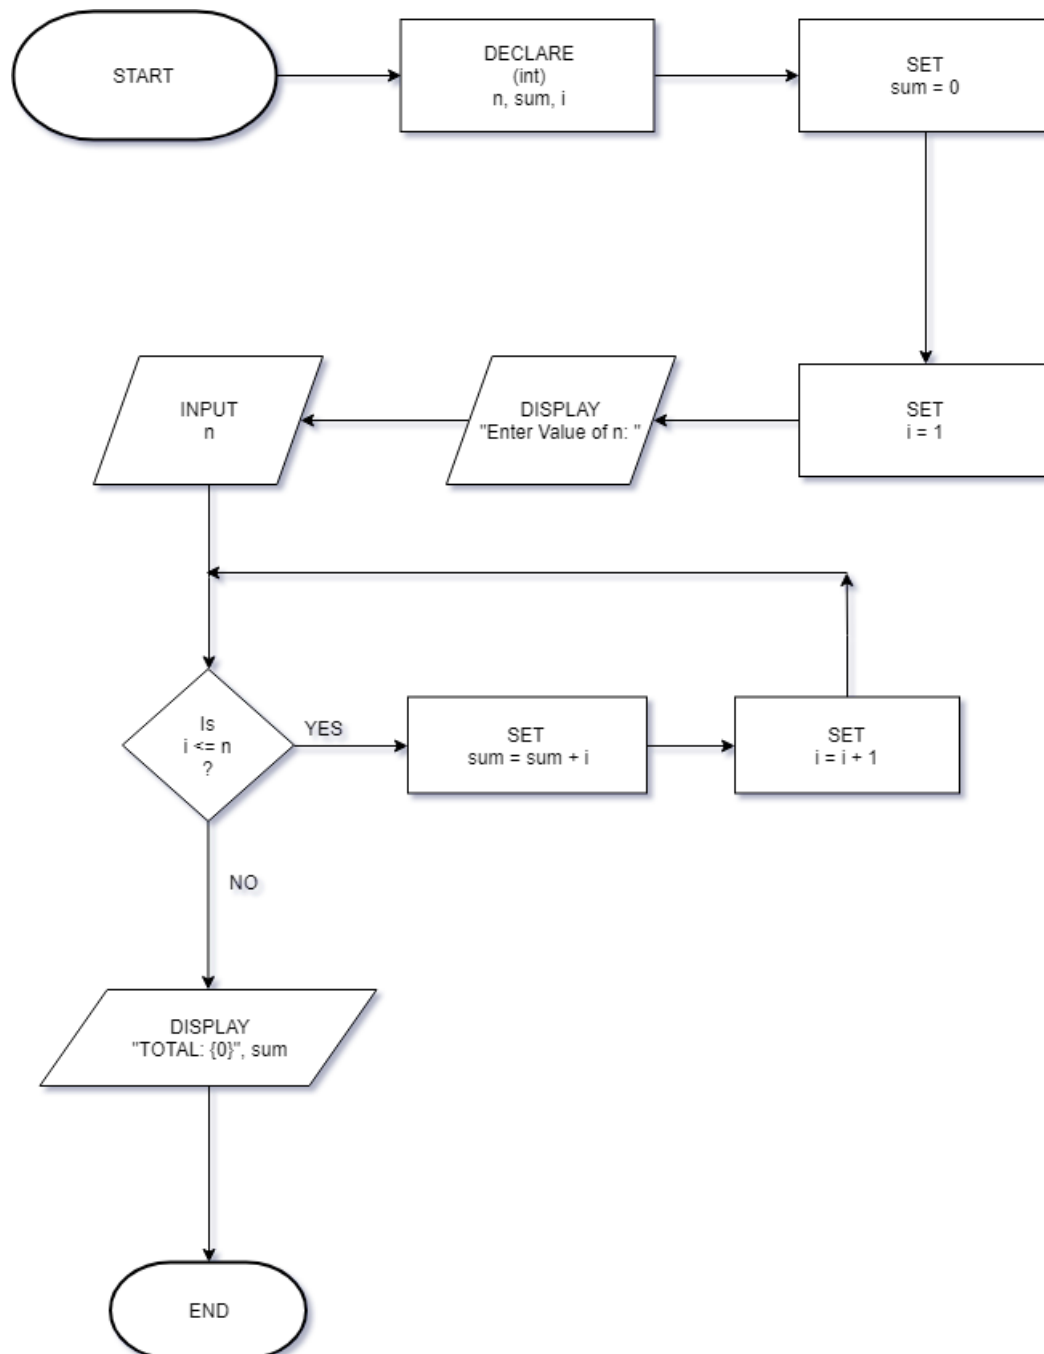 START
DECLARE
(int)
n, sum, i
SET
sum = 0
SET
i = 1
DISPLAY
"Enter Value of n: "
INPUT
n
Is
i <= n
?
YES
SET
sum = sum + i
SET
i = i + 1
NO
DISPLAY
"TOTAL: {0}", sum
END